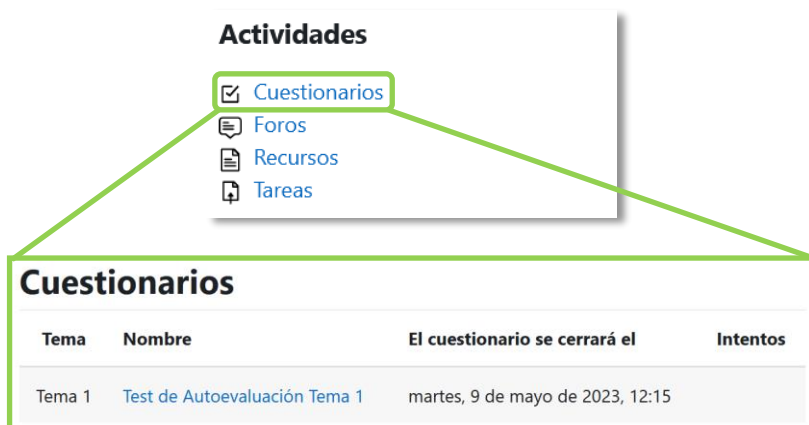 Actividades
Cuestionarios
Foros
Recursos
Tareas
Cuestionarios
Tema Nombre El cuestionario se cerrará el Intentos
Tema 1 Test de Autoevaluación Tema 1 martes, 9 de mayo de 2023, 12:15